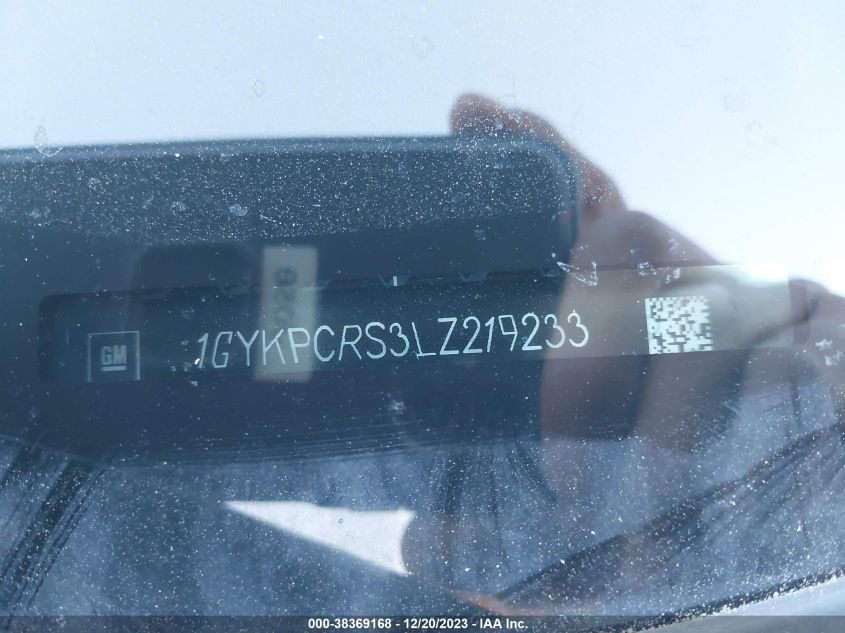 GM
1GYKPCRS3LZ219233
000-38369168 - 12/20/2023 - IAA Inc.